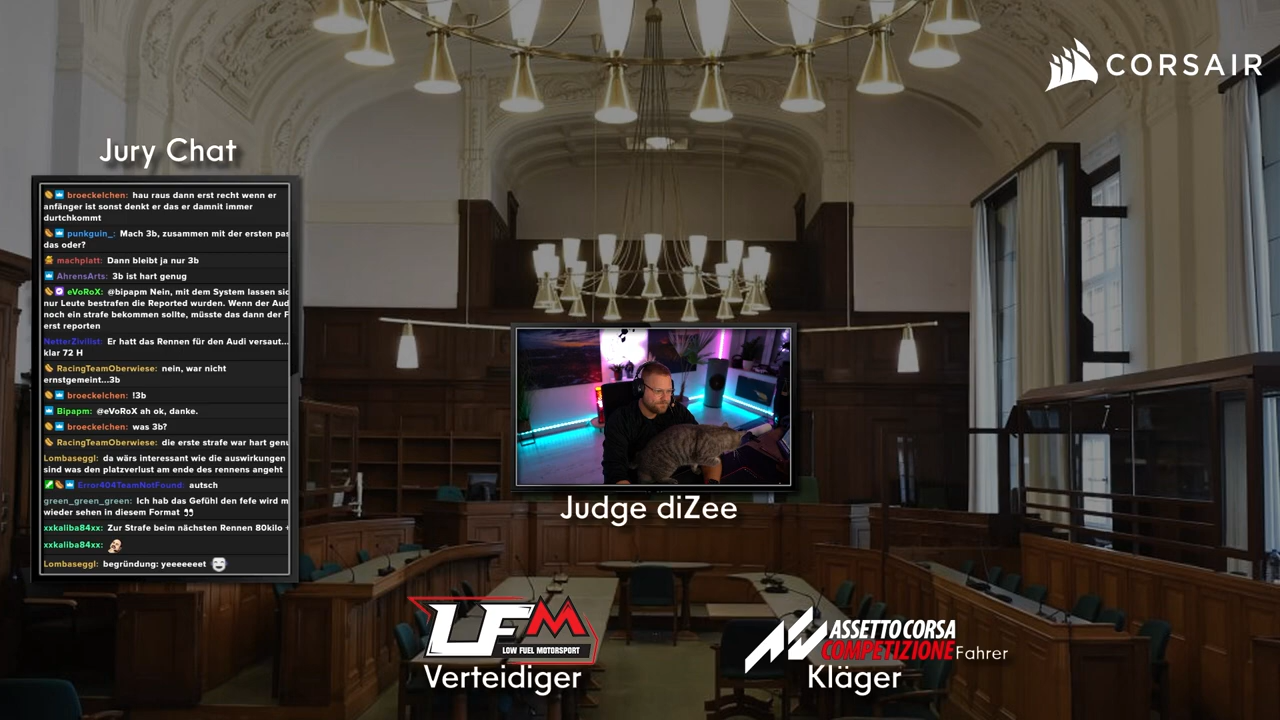 CORSAIR
Jury Chat
broeckelchen: hau raus dann erst recht wenn er
anfänger ist sonst denkt er das er damnit immer
durtchkommt
punkguin_: Mach 3b, zusammen mit der ersten pas
das oder?
machplatt: Dann bleibt ja nur 3b
AhrensArts: 3b ist hart genug
eVoRoX: @bipapm Nein, mit dem System lassen sic
nur Leute bestrafen die Reported wurden. Wenn der Aud
noch ein strafe bekommen sollte, müsste das dann der F
erst reporten
NetterZivilist: Er hatt das Rennen für den Audi versaut...
klar 72 H
RacingTeamOberwiese: nein, war nicht
ernstgemeint...3b
broeckelchen: !3b
Bipapm: @eVoRoX ah ok, danke.
broeckelchen: was 3b?
RacingTeamOberwiese: die erste strafe war hart genu
Lombaseggl: da wärs interessant wie die auswirkungen
sind was den platzverlust am ende des rennens angeht
Error404TeamNotFound: autsch
green_green_green: Ich hab das Gefühl den fefe wird m
wieder sehen in diesem Format 👀
xxkaliba84xx: Zur Strafe beim nächsten Rennen 80kilo +
xxkaliba84xx:
Lombaseggl: begründung: yeeeeeeet
Judge diZee
LFM
LOW FUEL MOTORSPORT
Verteidiger
ASSETTO CORSA
COMPETIZIONE Fahrer
Kläger